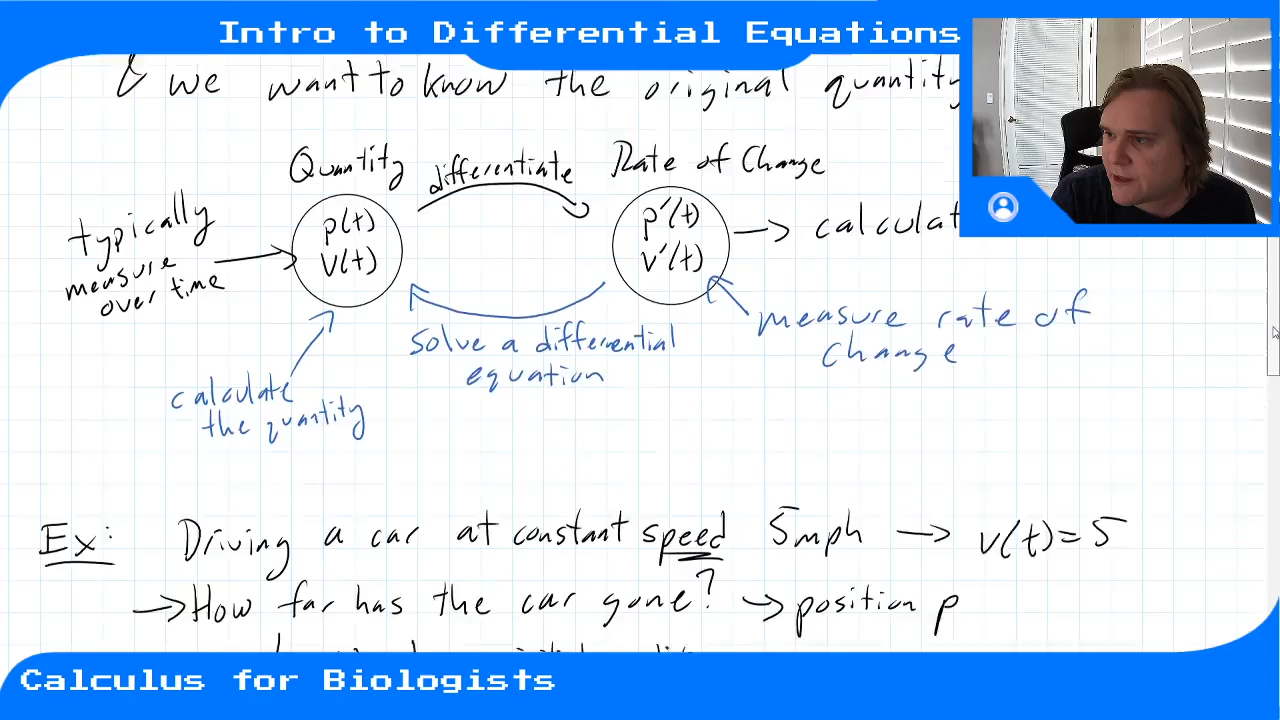 Intro to Differential Equations
& we want to know the original quantity
Quantity
differentiate
Rate of Change
typically
measure
over time
p(t)
v(t)
p'(t)
v'(t)
solve a differential
equation
measure rate of
change
calculate
the quantity
Ex: Driving a car at constant speed 5mph → v(t)=5
→ How far has the car gone? → position p
Calculus for Biologists